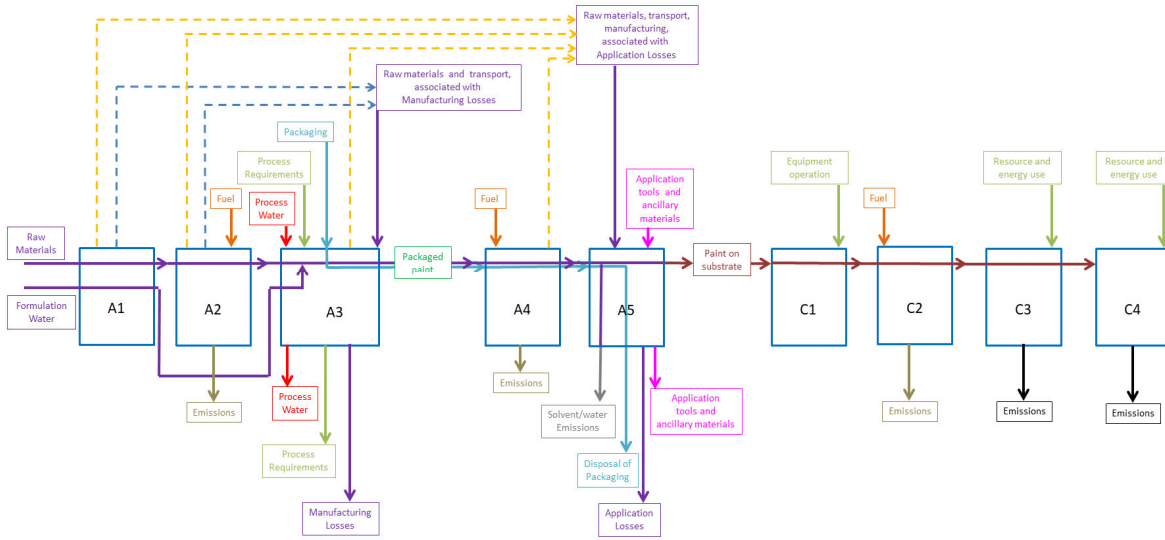 Raw materials, transport,
manufacturing,
associated with
Application Losses
Raw materials and transport,
associated with
Manufacturing Losses
Packaging
Process
Requirements
Fuel
Process
Water
Fuel
Application
tools and
ancillary
materials
Equipment
operation
Fuel
Resource and
energy use
Resource and
energy use
Raw
Materials
Formulation
Water
Packaged
paint
Paint on
substrate
A1
A2
A3
A4
A5
C1
C2
C3
C4
Emissions
Process
Water
Process
Requirements
Manufacturing
Losses
Emissions
Solvent/water
Emissions
Application
tools and
ancillary materials
Disposal of
Packaging
Application
Losses
Emissions
Emissions
Emissions